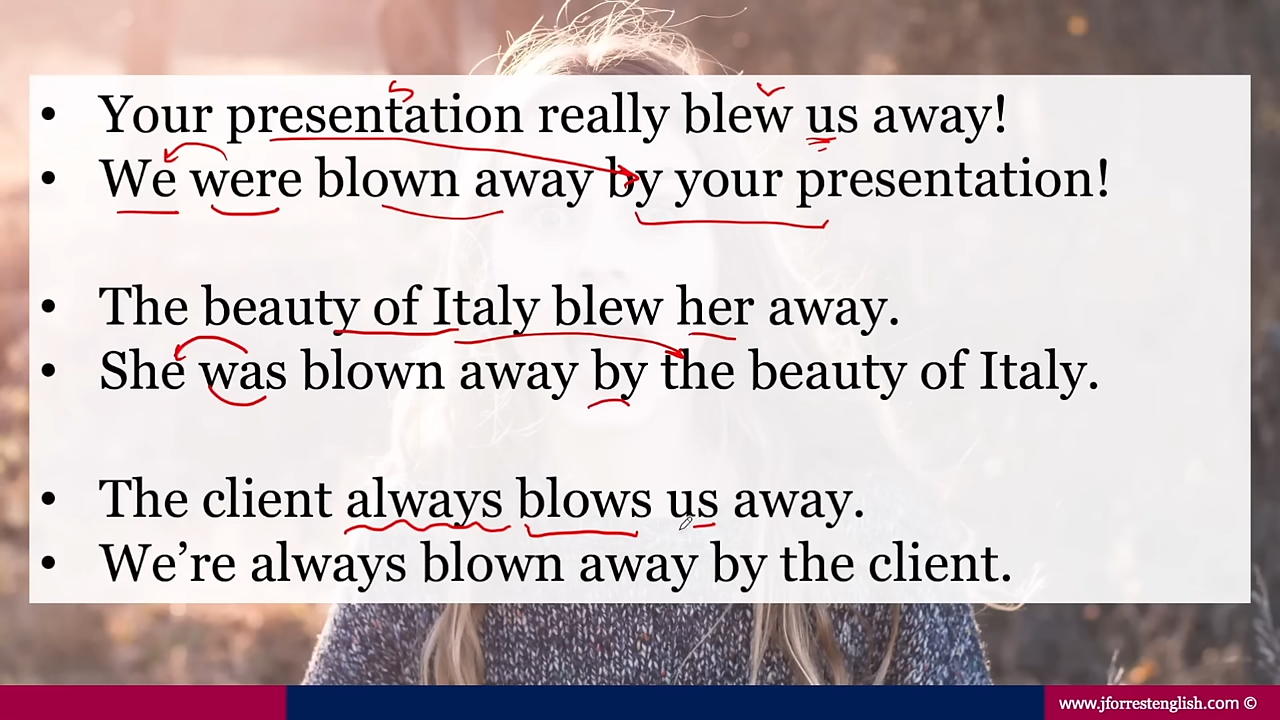 • Your presentation really blew us away!
• We were blown away by your presentation!
• The beauty of Italy blew her away.
• She was blown away by the beauty of Italy.
• The client always blows us away.
• We’re always blown away by the client.
www.jforrestenglish.com ©